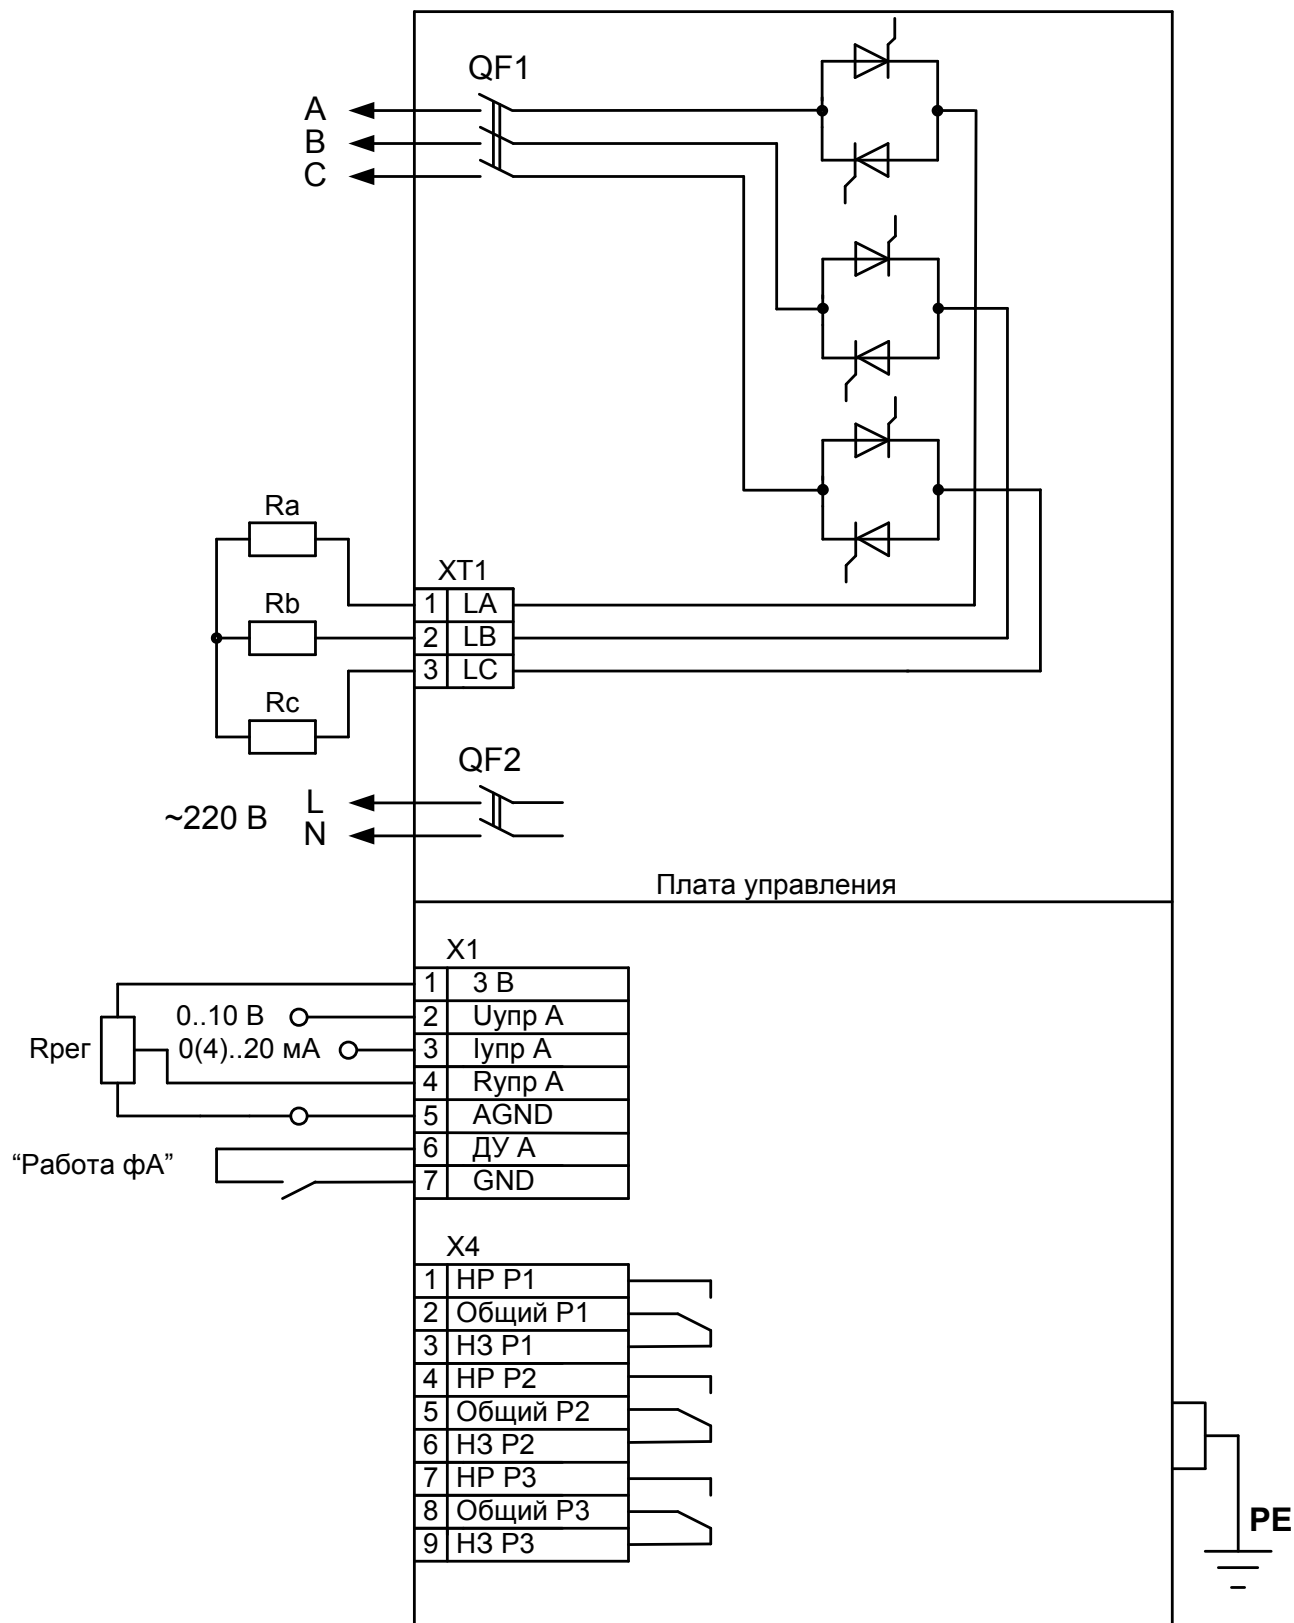 QF1
A
B
C
Ra
XT1
1 LA
Rb
2 LB
3 LC
Rc
QF2
~220 В
L
N
Плата управления
X1
1 3 В
0..10 В
2 Uупр А
Rрег
0(4)..20 мА
3 Iупр А
4 Rупр А
5 AGND
6 ДУ А
“Работа фА”
7 GND
X4
1 НР Р1
2 Общий Р1
3 НЗ Р1
4 НР Р2
5 Общий Р2
6 НЗ Р2
7 НР Р3
8 Общий Р3
9 НЗ Р3
PE